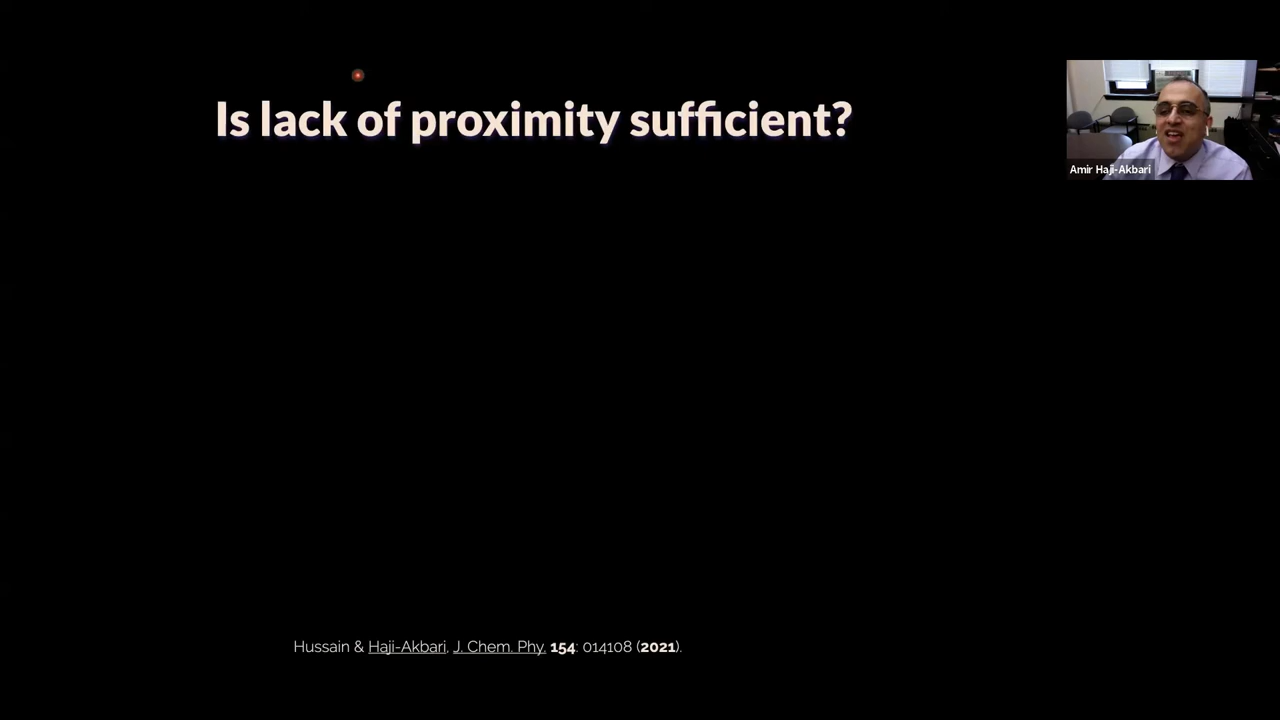 Is lack of proximity sufficient?
Amir Haji-Akbari
Hussain & Haji-Akbari, J. Chem. Phy. 154: 014108 (2021).